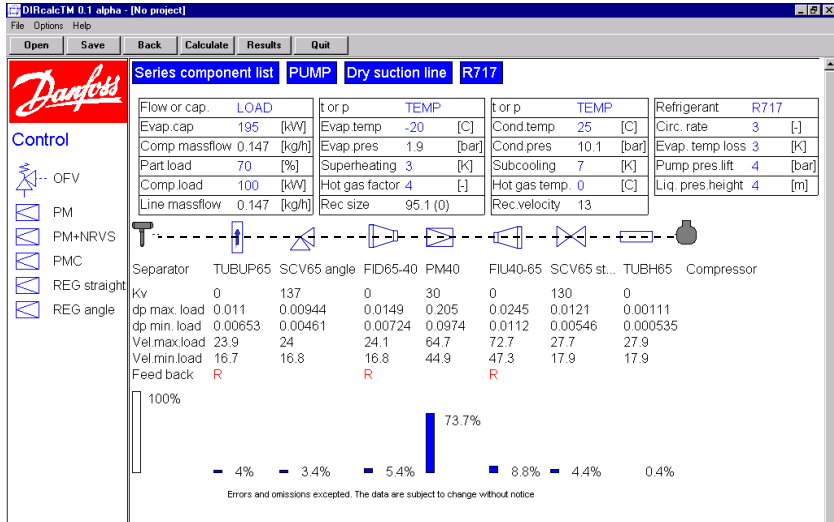 DIRcalcTM 0.1 alpha - [No project]
File Options Help
Open Save Back Calculate Results Quit
Danfoss
Control
OFV
PM
PM+NRVS
PMC
REG straight
REG angle
Series component list PUMP Dry suction line R717
Flow or cap. LOAD t or p TEMP t or p TEMP Refrigerant R717
Evap.cap 195 [kW] Evap.temp -20 [C] Cond.temp 25 [C] Circ. rate 3 [-]
Comp massflow 0.147 [kg/h] Evap.pres 1.9 [bar] Cond.pres 10.1 [bar] Evap. temp loss 3 [K]
Part load 70 [%] Superheating 3 [K] Subcooling 7 [K] Pump pres.lift 4 [bar]
Comp.load 100 [kW] Hot gas factor 4 [-] Hot gas temp. 0 [C] Liq. pres.height 4 [m]
Line massflow 0.147 [kg/h] Rec size 95.1 (0) Rec.velocity 13
Separator TUBUP65 SCV65 angle FID65-40 PM40 FIU40-65 SCV65 st... TUBH65 Compressor
Kv 0 137 0 30 0 130 0
dp max. load 0.011 0.00944 0.0149 0.205 0.0245 0.0121 0.00111
dp min. load 0.00653 0.00461 0.00724 0.0974 0.0112 0.00546 0.000535
Vel.max.load 23.9 24 24.1 64.7 72.7 27.7 27.9
Vel.min.load 16.7 16.8 16.8 44.9 47.3 17.9 17.9
Feed back R R R
100%
73.7%
4% 3.4% 5.4% 8.8% 4.4% 0.4%
Errors and omissions excepted. The data are subject to change without notice